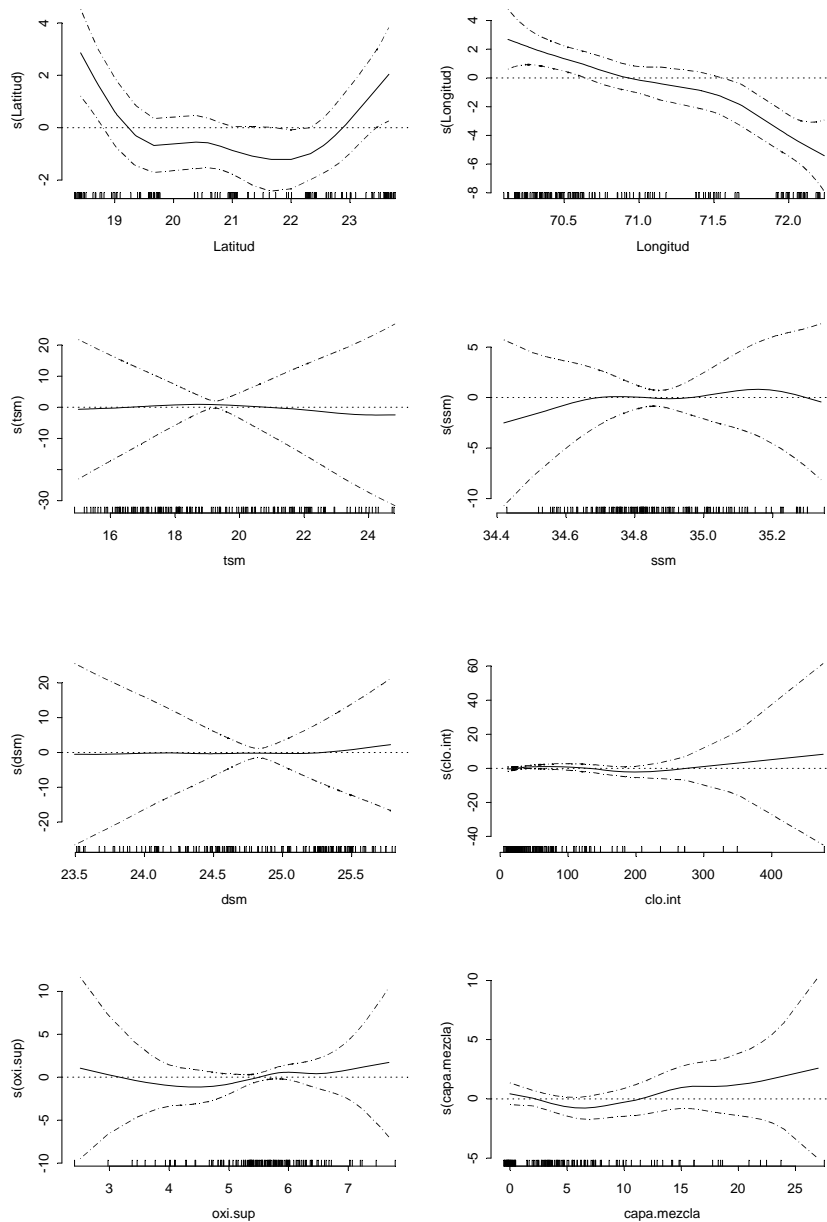 s(Latitud)
4
2
0
-2
19 20 21 22 23
Latitud
s(Longitud)
4
2
0
-2
-4
-6
-8
70.5 71.0 71.5 72.0
Longitud
s(tsm)
20
10
0
-10
-30
16 18 20 22 24
tsm
s(ssm)
5
0
-5
-10
34.4 34.6 34.8 35.0 35.2
ssm
s(dsm)
20
10
0
-10
-20
23.5 24.0 24.5 25.0 25.5
dsm
s(clo.int)
60
40
20
0
-20
-40
0 100 200 300 400
clo.int
s(oxi.sup)
10
5
0
-5
-10
3 4 5 6 7
oxi.sup
s(capa.mezcla)
10
5
0
-5
0 5 10 15 20 25
capa.mezcla